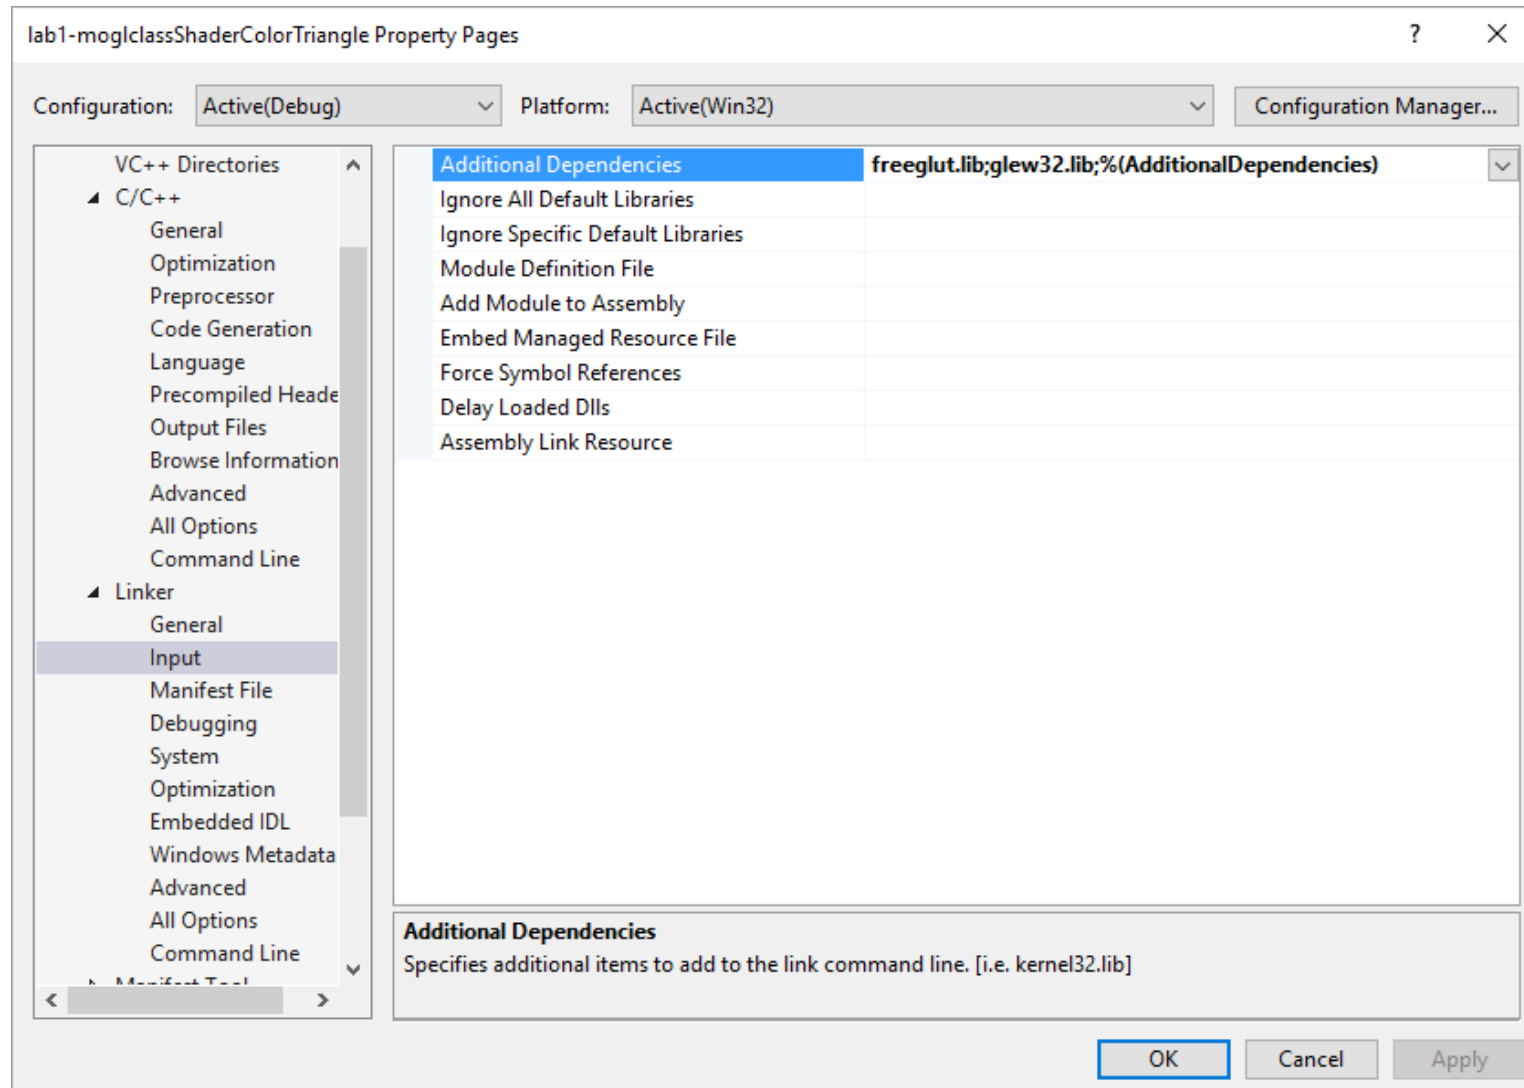 lab1-moglclassShaderColorTriangle Property Pages
?
Configuration: Active(Debug) Platform: Active(Win32) Configuration Manager...
VC++ Directories
C/C++
General
Optimization
Preprocessor
Code Generation
Language
Precompiled Heade
Output Files
Browse Information
Advanced
All Options
Command Line
Linker
General
Input
Manifest File
Debugging
System
Optimization
Embedded IDL
Windows Metadata
Advanced
All Options
Command Line
Manifest Tool
Additional Dependencies freeglut.lib;glew32.lib;%(AdditionalDependencies)
Ignore All Default Libraries
Ignore Specific Default Libraries
Module Definition File
Add Module to Assembly
Embed Managed Resource File
Force Symbol References
Delay Loaded Dlls
Assembly Link Resource
Additional Dependencies
Specifies additional items to add to the link command line. [i.e. kernel32.lib]
OK Cancel Apply